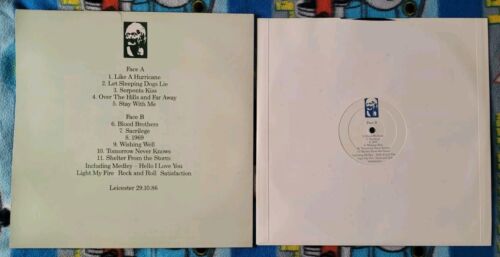 Face A
1. Like A Hurricane
2. Let Sleeping Dogs Lie
3. Serpents Kiss
4. Over The Hills and Far Away
5. Stay With Me
Face B
6. Blood Brothers
7. Sacrilege
8. 1969
9. Wishing Well
10. Tomorrow Never Knows
11. Shelter From the Storm
Including Medley - Hello I Love You
Light My Fire Rock and Roll Satisfaction
Leicester 29.10.86
Face B